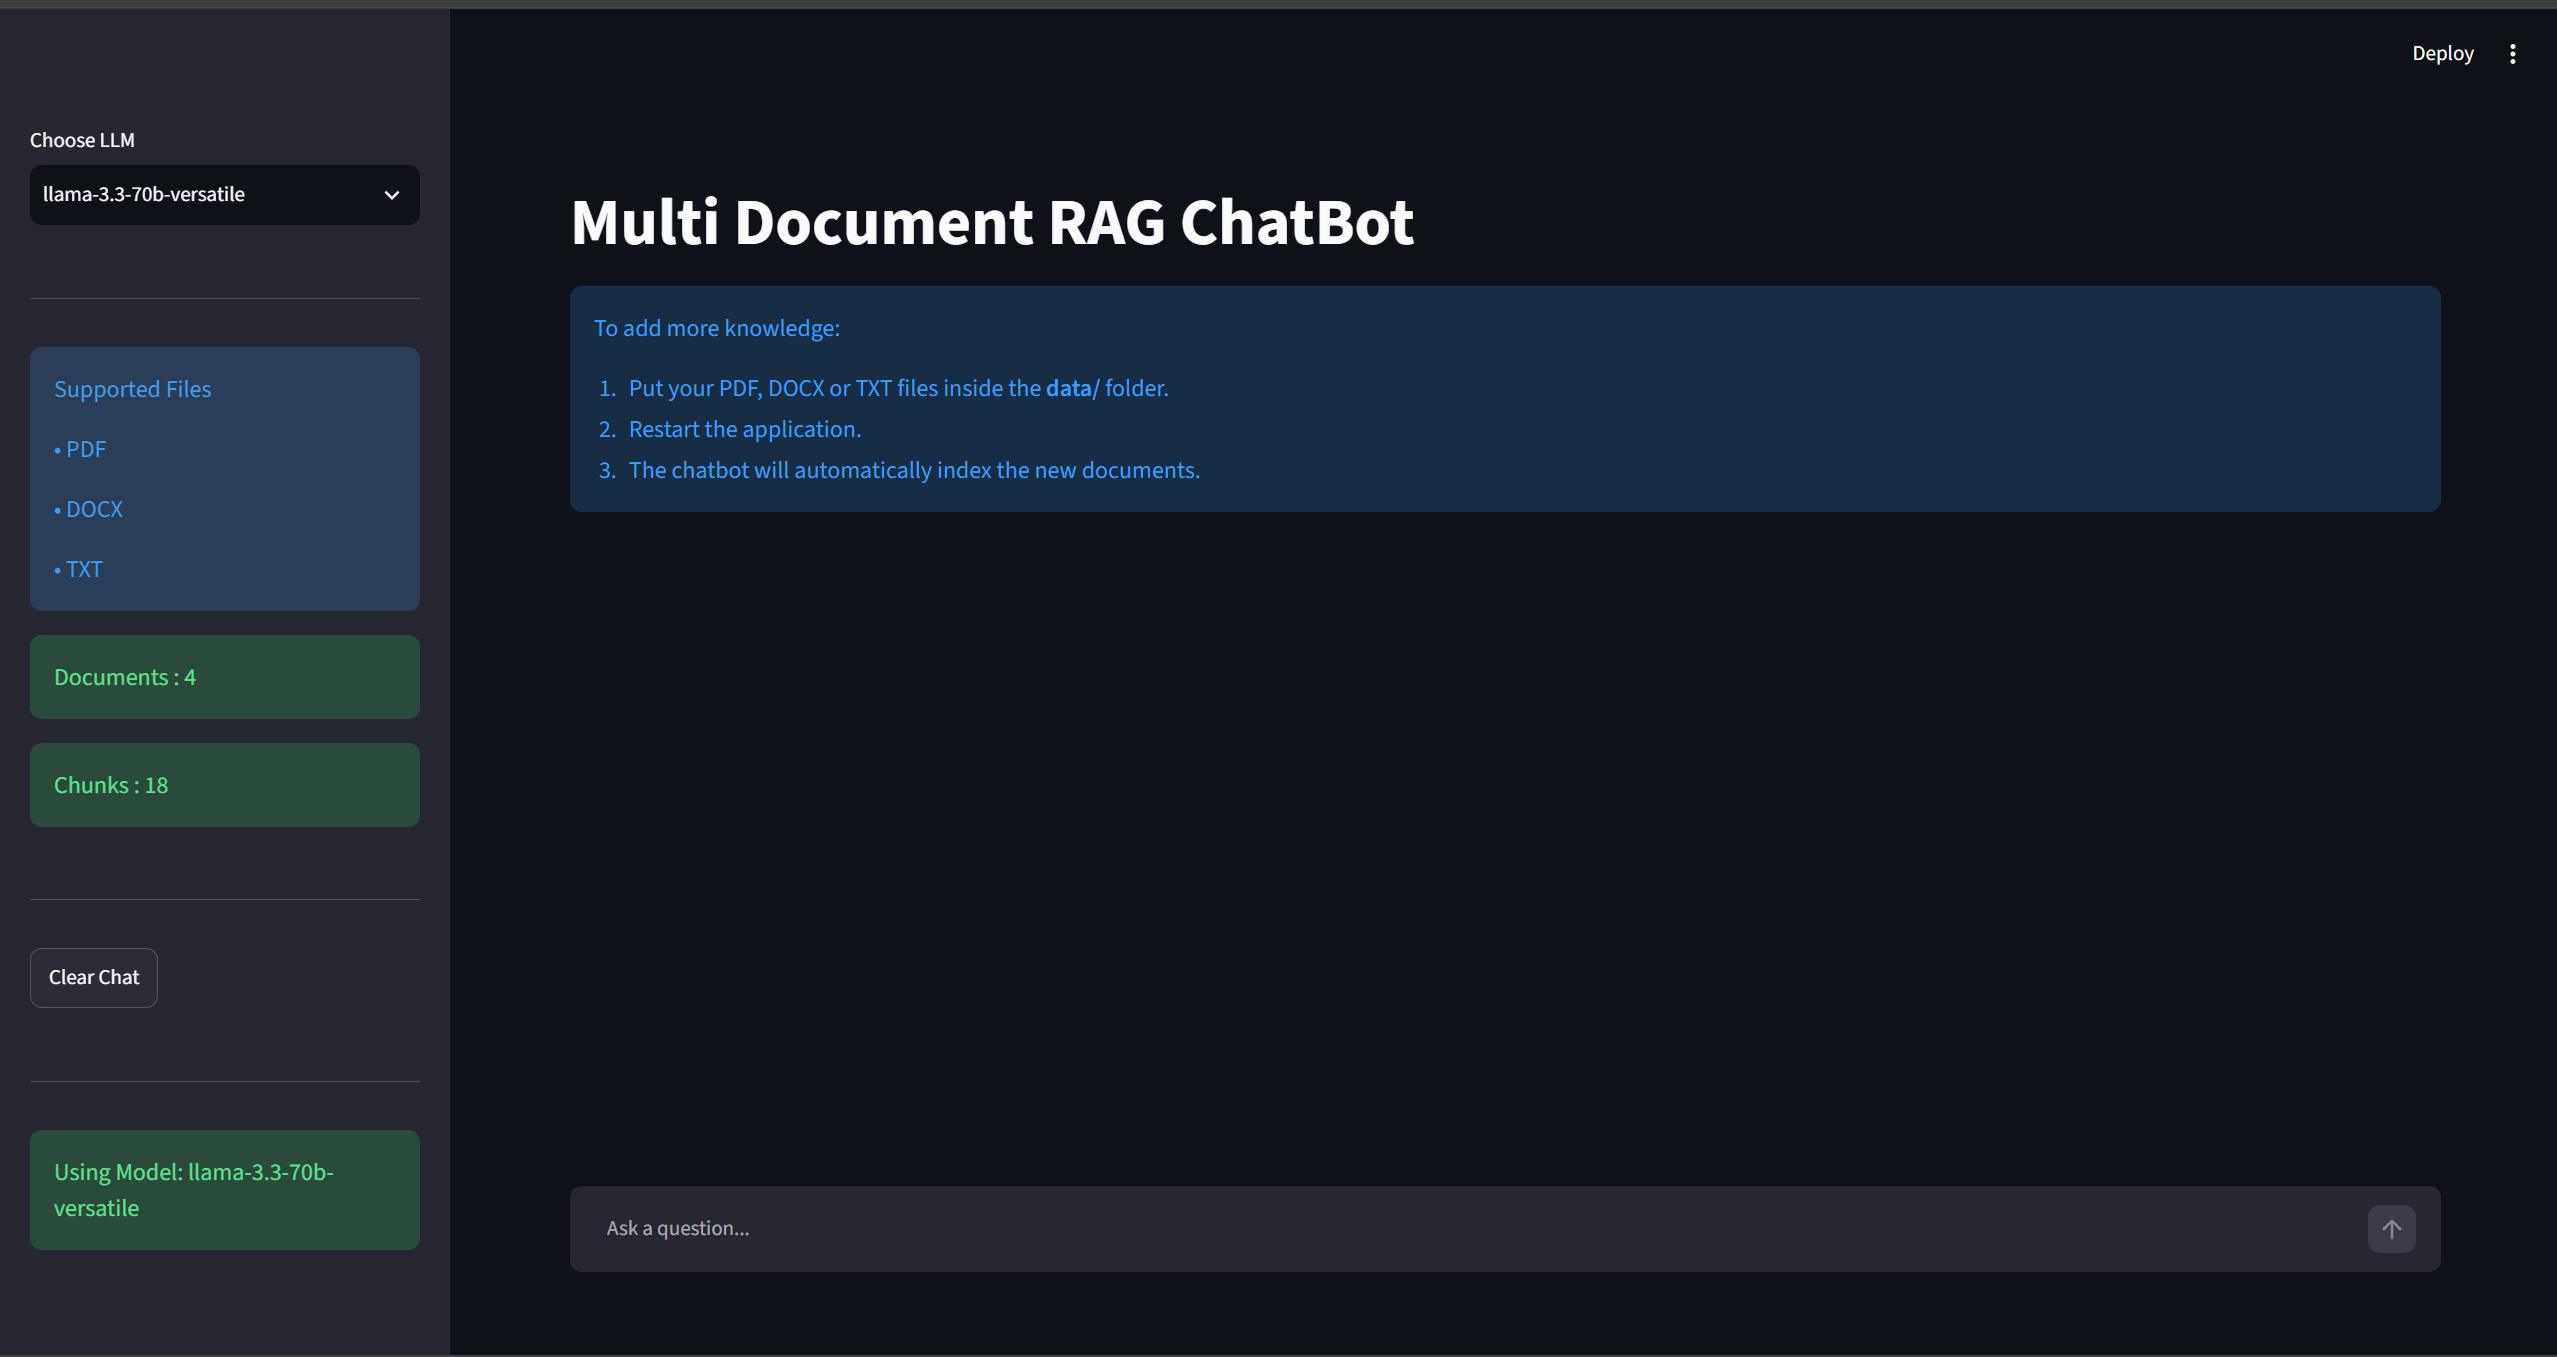 Deploy
Choose LLM
llama-3.3-70b-versatile
Supported Files
• PDF
• DOCX
• TXT
Documents : 4
Chunks : 18
Clear Chat
Using Model: llama-3.3-70b-
versatile
Multi Document RAG ChatBot
To add more knowledge:
1. Put your PDF, DOCX or TXT files inside the data/ folder.
2. Restart the application.
3. The chatbot will automatically index the new documents.
Ask a question...